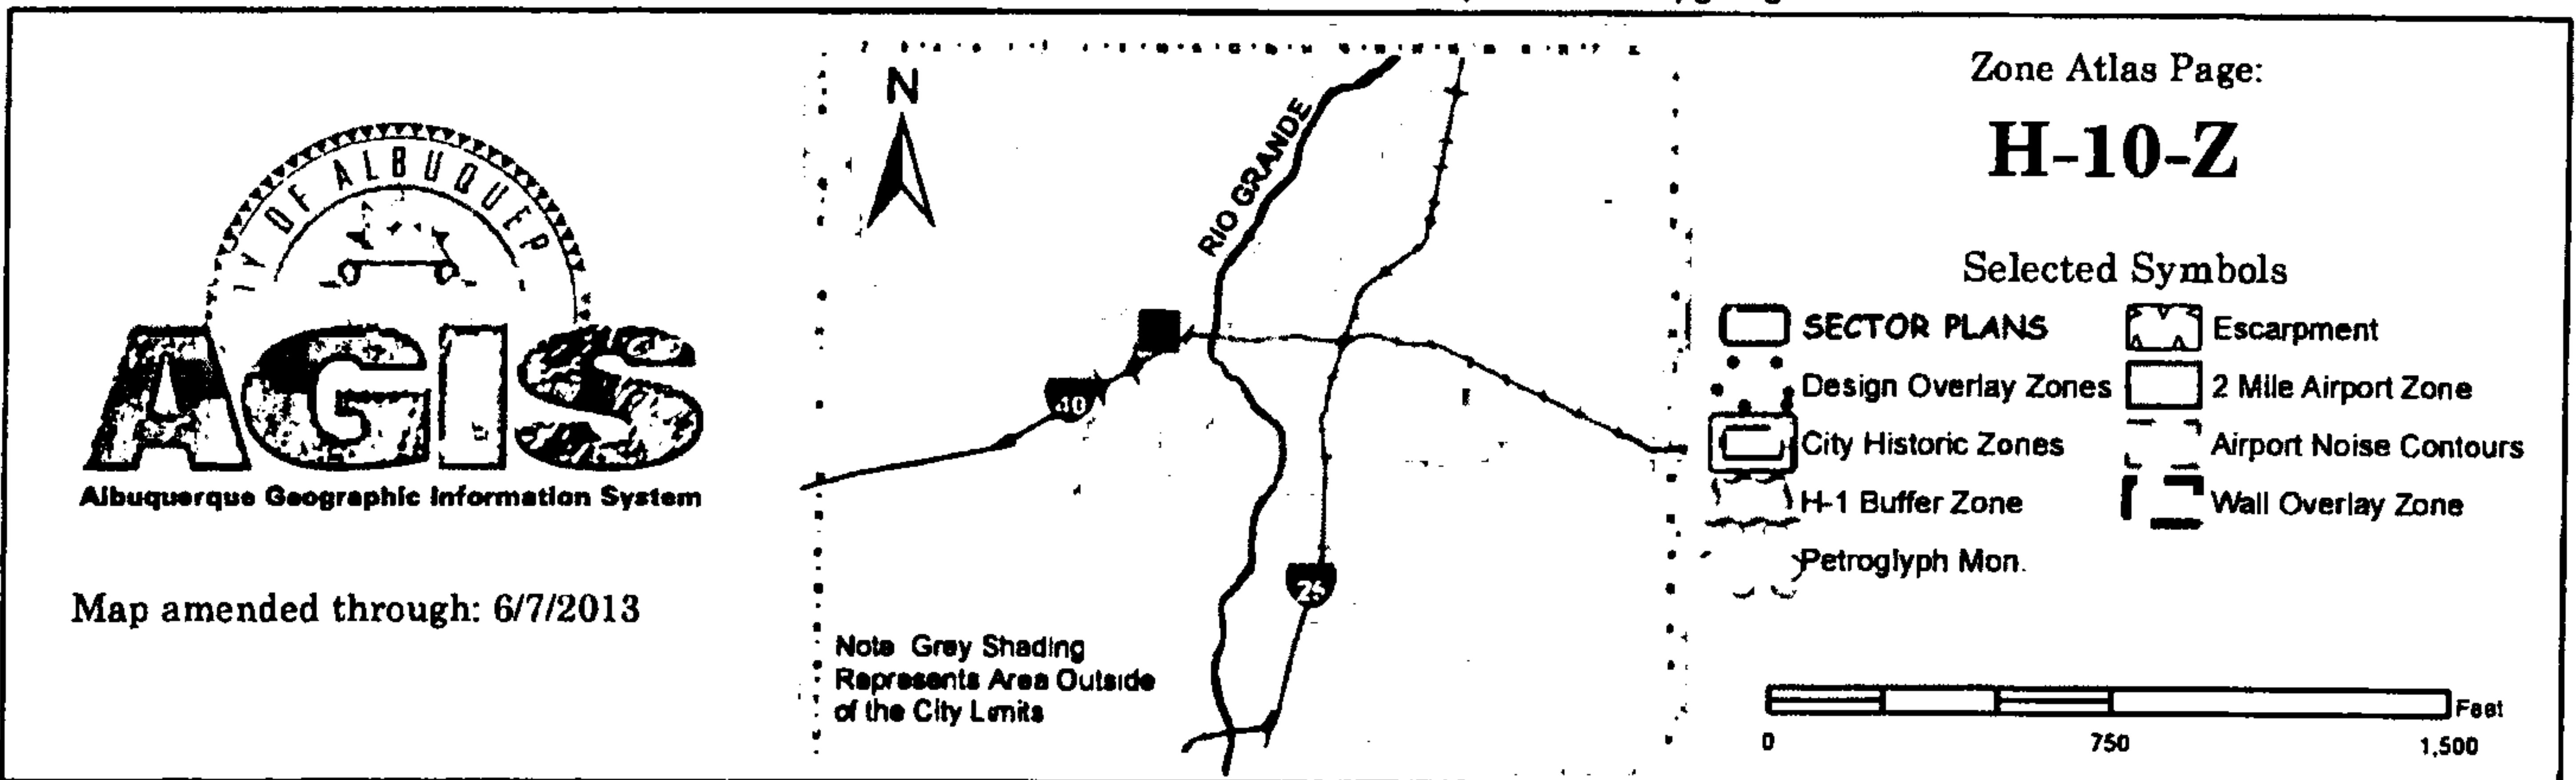 TY OF ALBUQUERQ
AGIS
Albuquerque Geographic Information System
Map amended through: 6/7/2013
N
RIO GRANDE
40
25
Note Grey Shading
Represents Area Outside
of the City Limits
Zone Atlas Page:
H-10-Z
Selected Symbols
SECTOR PLANS
Escarpment
Design Overlay Zones
2 Mile Airport Zone
City Historic Zones
Airport Noise Contours
H-1 Buffer Zone
Wall Overlay Zone
Petroglyph Mon.
Feet
0 750 1,500